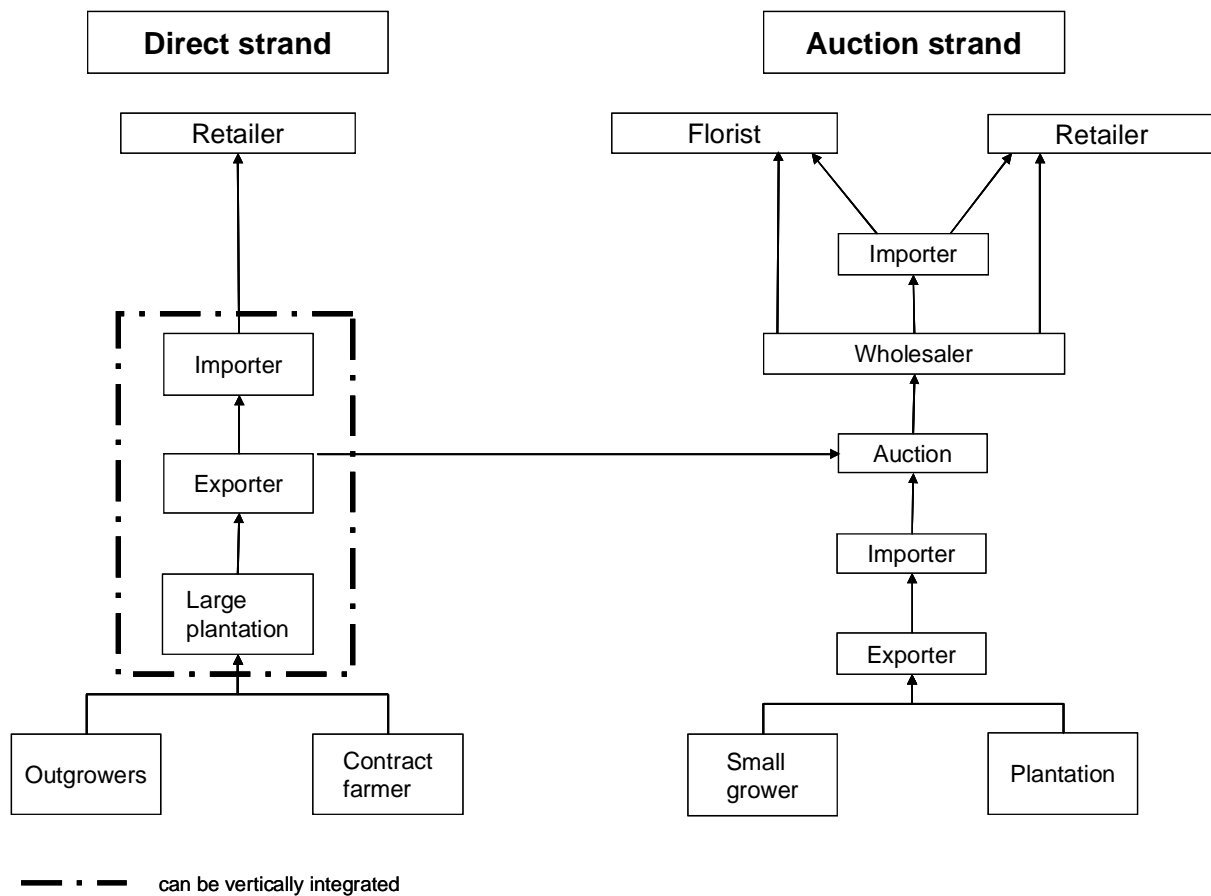 Direct strand
Auction strand
Retailer
Florist
Retailer
Importer
Importer
Wholesaler
Exporter
Auction
Importer
Large
plantation
Exporter
Outgrowers
Contract
farmer
Small
grower
Plantation
can be vertically integrated